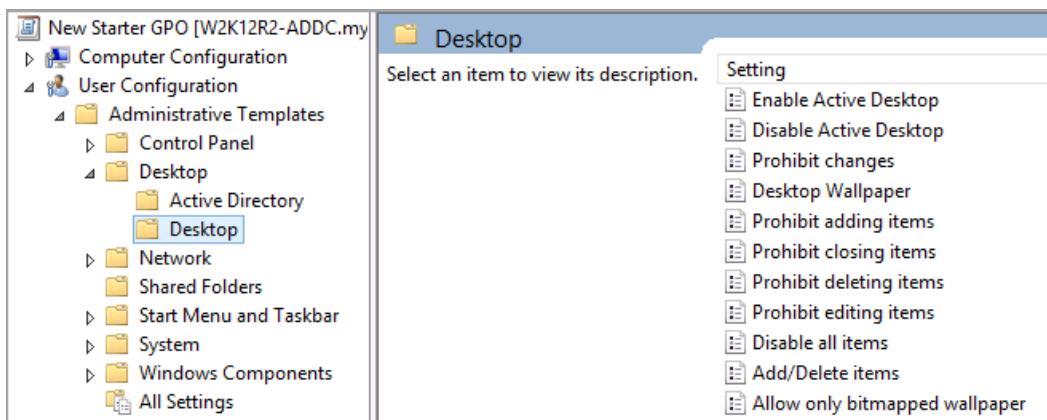 New Starter GPO [W2K12R2-ADDC.my
Computer Configuration
User Configuration
Administrative Templates
Control Panel
Desktop
Active Directory
Desktop
Network
Shared Folders
Start Menu and Taskbar
System
Windows Components
All Settings
Desktop
Select an item to view its description.
Setting
Enable Active Desktop
Disable Active Desktop
Prohibit changes
Desktop Wallpaper
Prohibit adding items
Prohibit closing items
Prohibit deleting items
Prohibit editing items
Disable all items
Add/Delete items
Allow only bitmapped wallpaper